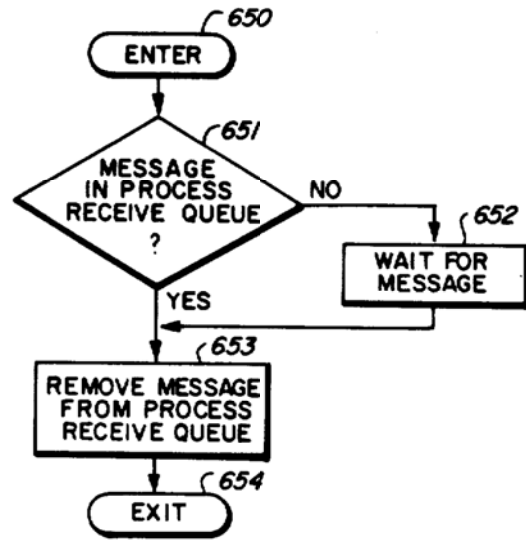 650
ENTER
651
MESSAGE
IN PROCESS
RECEIVE QUEUE
?
NO
652
WAIT FOR
MESSAGE
YES
653
REMOVE MESSAGE
FROM PROCESS
RECEIVE QUEUE
654
EXIT